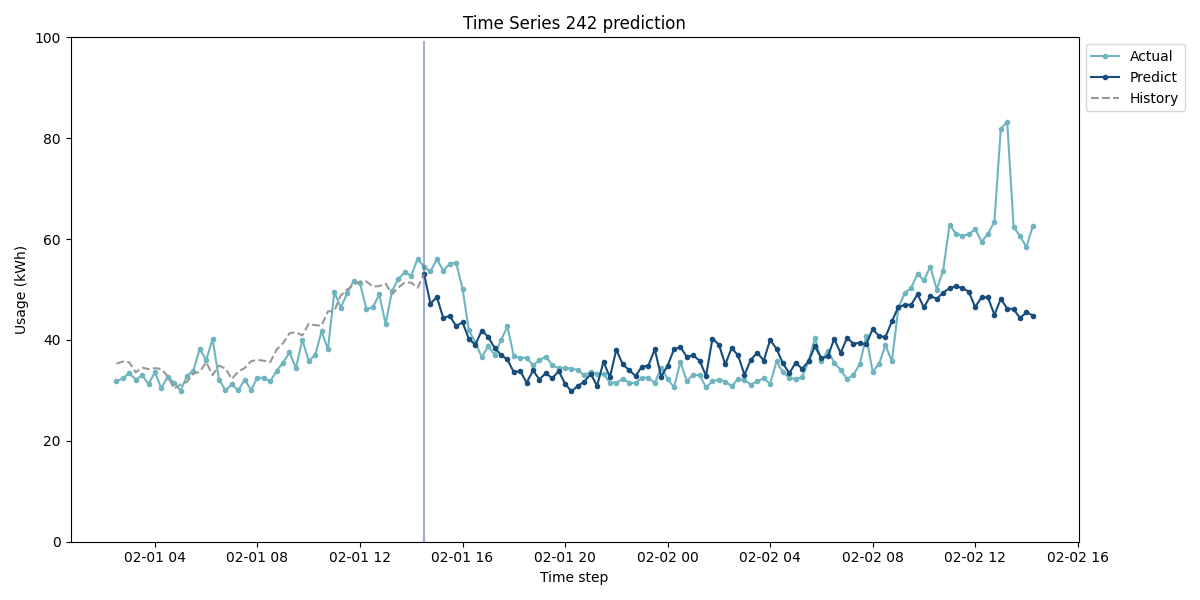 Time Series 242 prediction
Usage (kWh)
100
80
60
40
20
0
02-01 04
02-01 08
02-01 12
02-01 16
02-01 20
02-02 00
02-02 04
02-02 08
02-02 12
02-02 16
Time step
Actual
Predict
History